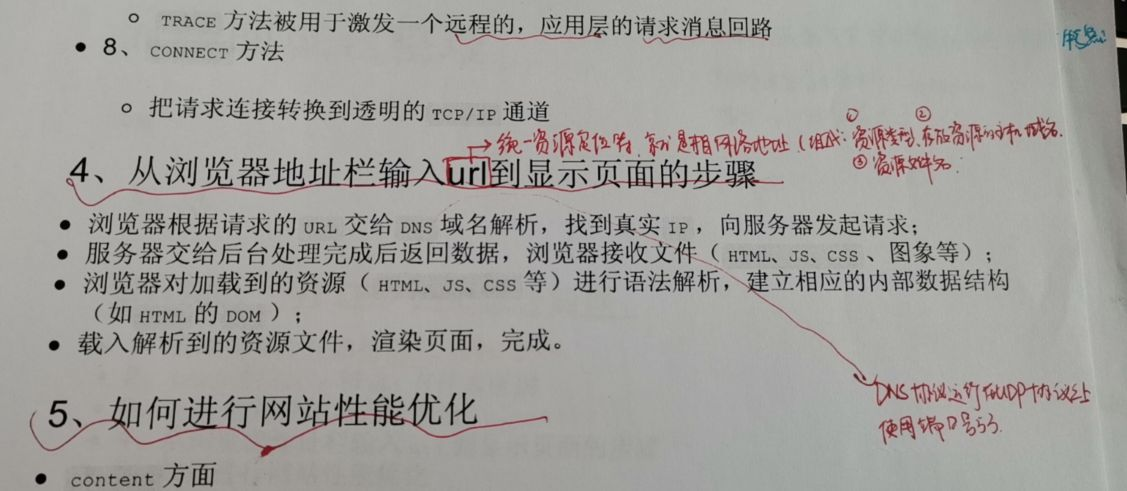 TRACE 方法被用于激发一个远程的，应用层的请求消息回路
8、 CONNECT 方法
把请求连接转换到透明的 TCP/IP 通道
→统一资源定位符，就是指网络地址（组成：①资源类型、②存放资源的主机域名、
③资源文件名.
4、从浏览器地址栏输入url到显示页面的步骤
浏览器根据请求的 URL 交给 DNS 域名解析，找到真实 IP ，向服务器发起请求；
服务器交给后台处理完成后返回数据，浏览器接收文件（ HTML、JS、CSS 、图象等）；
浏览器对加载到的资源（ HTML、JS、CSS 等）进行语法解析，建立相应的内部数据结构
（如 HTML 的 DOM ）；
载入解析到的资源文件，渲染页面，完成。
DNS协议运行在UDP协议之上
使用端口号53.
5、如何进行网站性能优化
content 方面